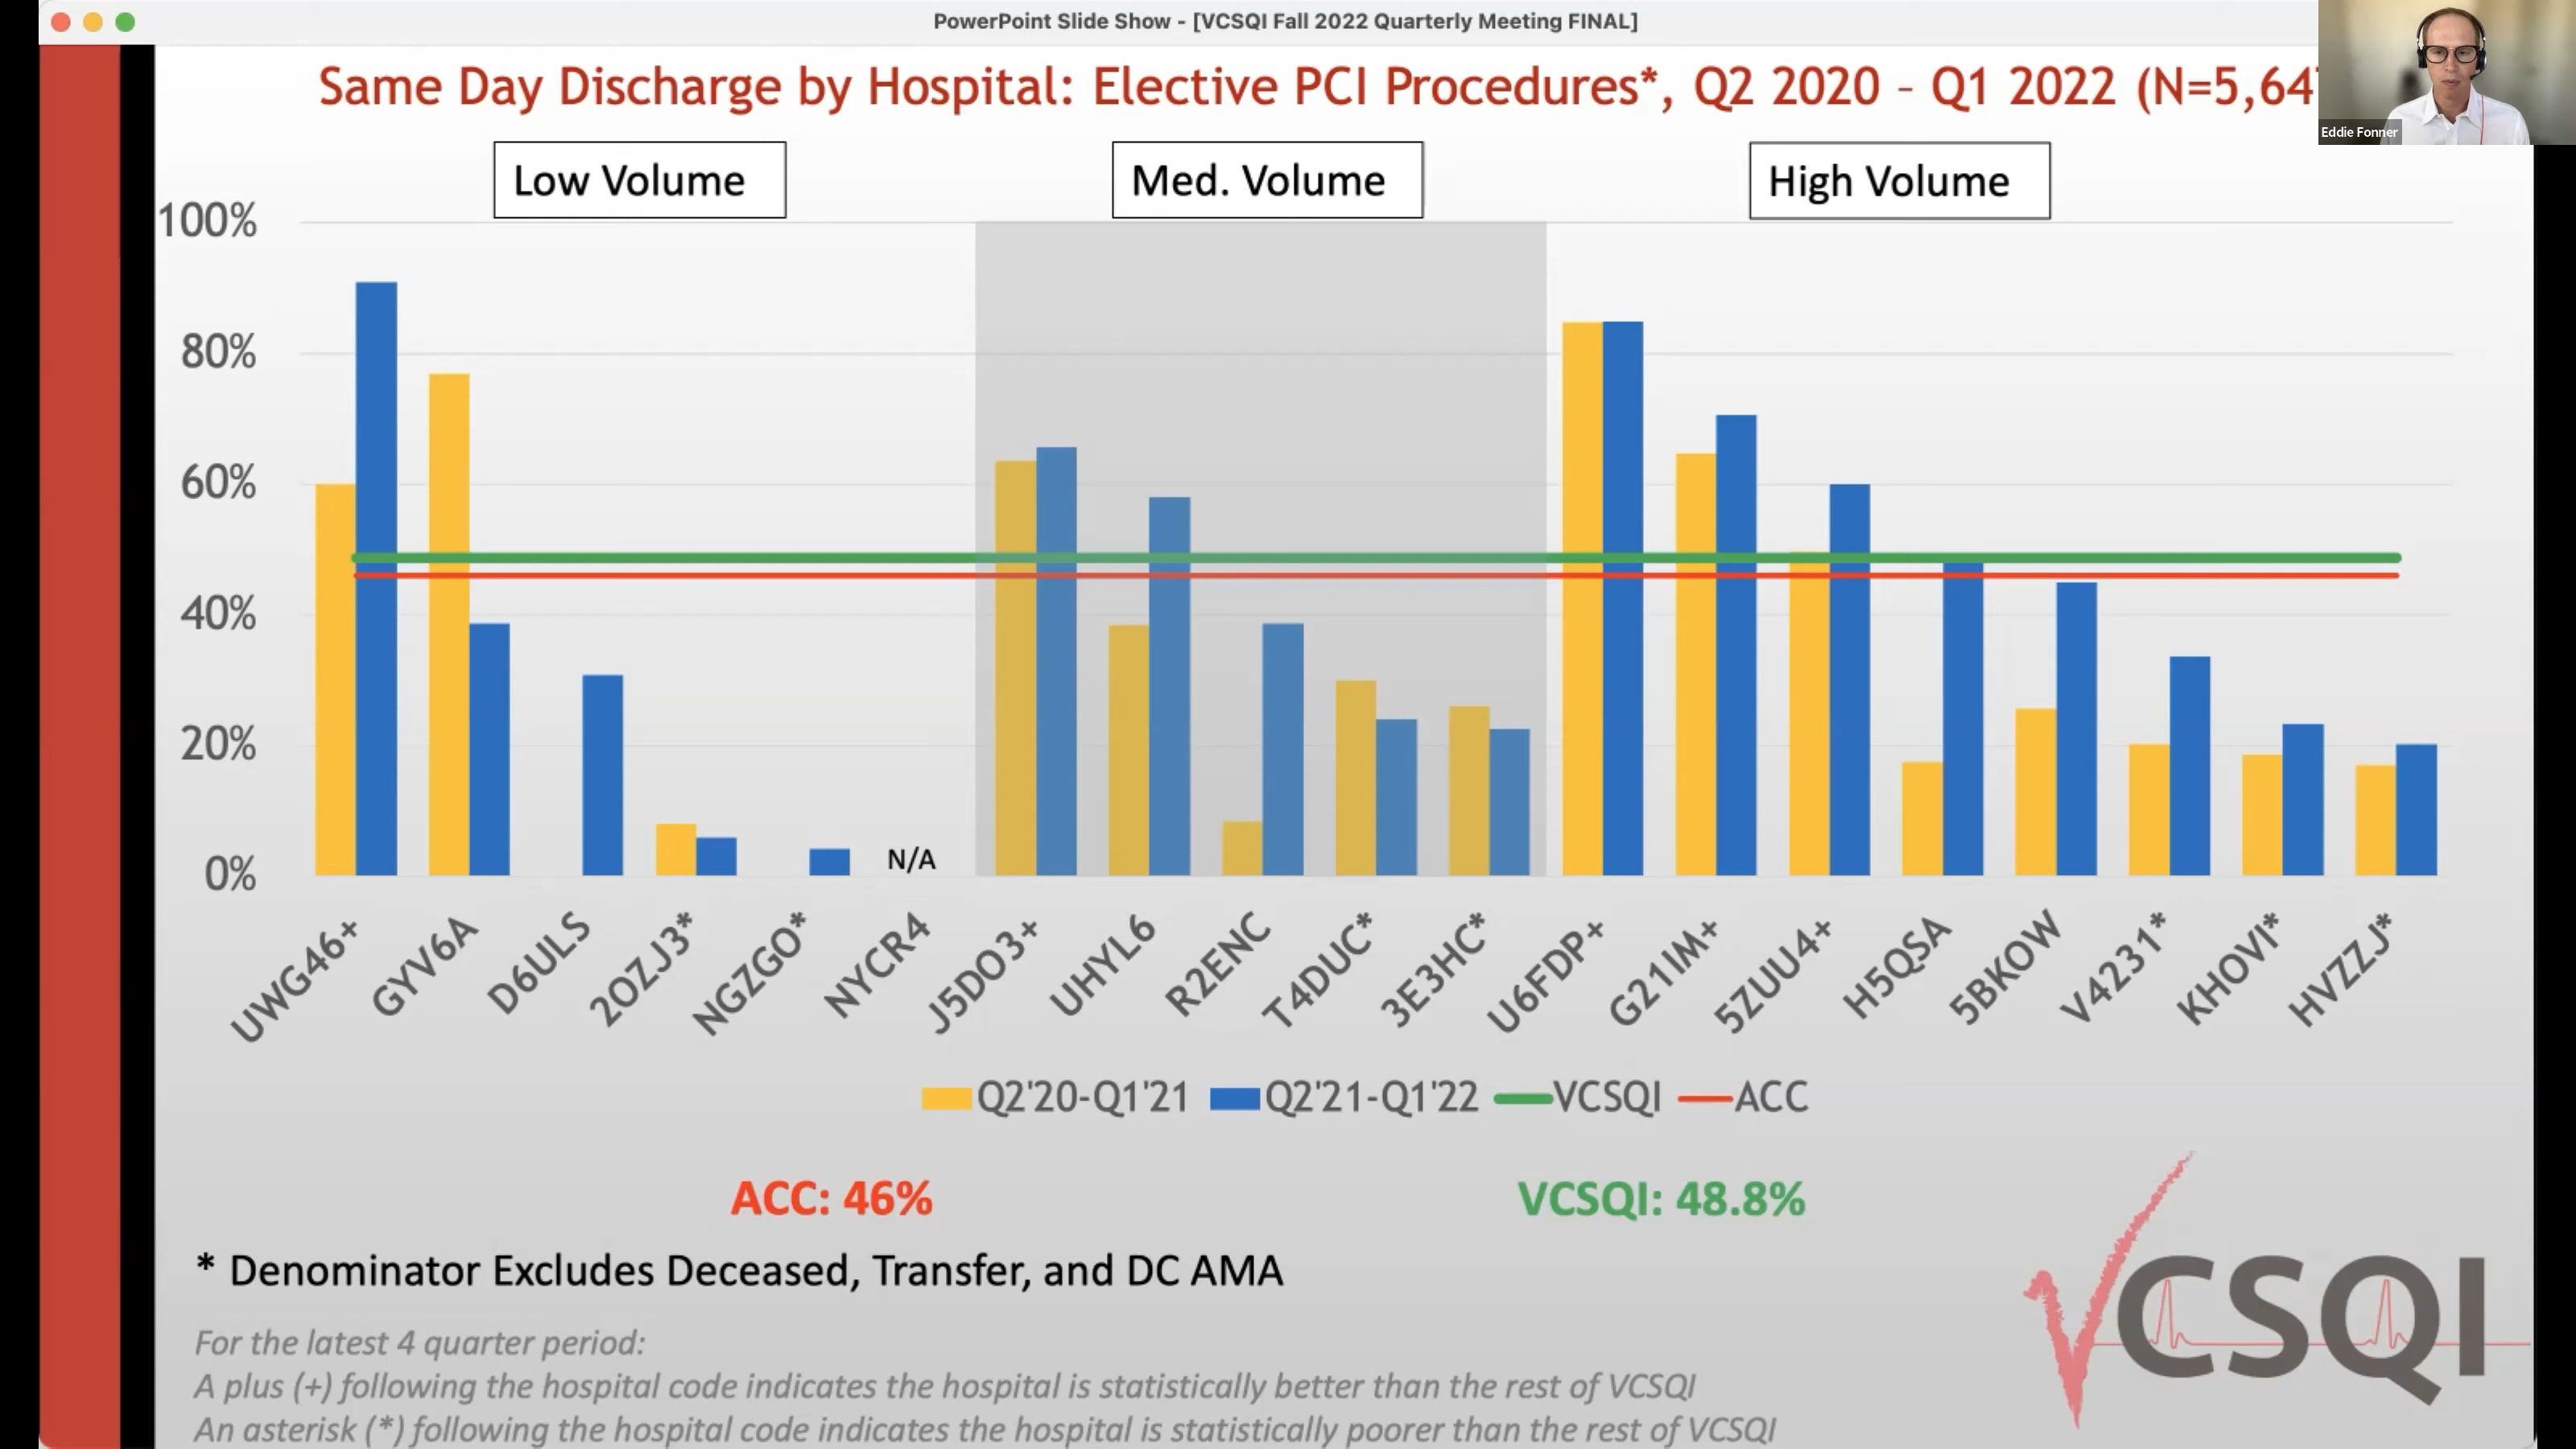 PowerPoint Slide Show - [VCSQI Fall 2022 Quarterly Meeting FINAL]
Same Day Discharge by Hospital: Elective PCI Procedures*, Q2 2020 - Q1 2022 (N=5,64
Eddie Fonner
Low Volume
Med. Volume
High Volume
100%
80%
60%
40%
20%
0%
N/A
UWG46+
GYV6A
D6ULS
2OZJ3*
NGZGO*
NYCR4
J5DO3+
UHYL6
R2ENC
T4DUC*
3E3HC*
U6FDP+
G21IM+
5ZUU4+
H5QSA
5BKOW
V4231*
KHOVI*
HVZZJ*
Q2'20-Q1'21
Q2'21-Q1'22
VCSQI
ACC
ACC: 46%
VCSQI: 48.8%
* Denominator Excludes Deceased, Transfer, and DC AMA
For the latest 4 quarter period:
A plus (+) following the hospital code indicates the hospital is statistically better than the rest of VCSQI
An asterisk (*) following the hospital code indicates the hospital is statistically poorer than the rest of VCSQI
VCSQI